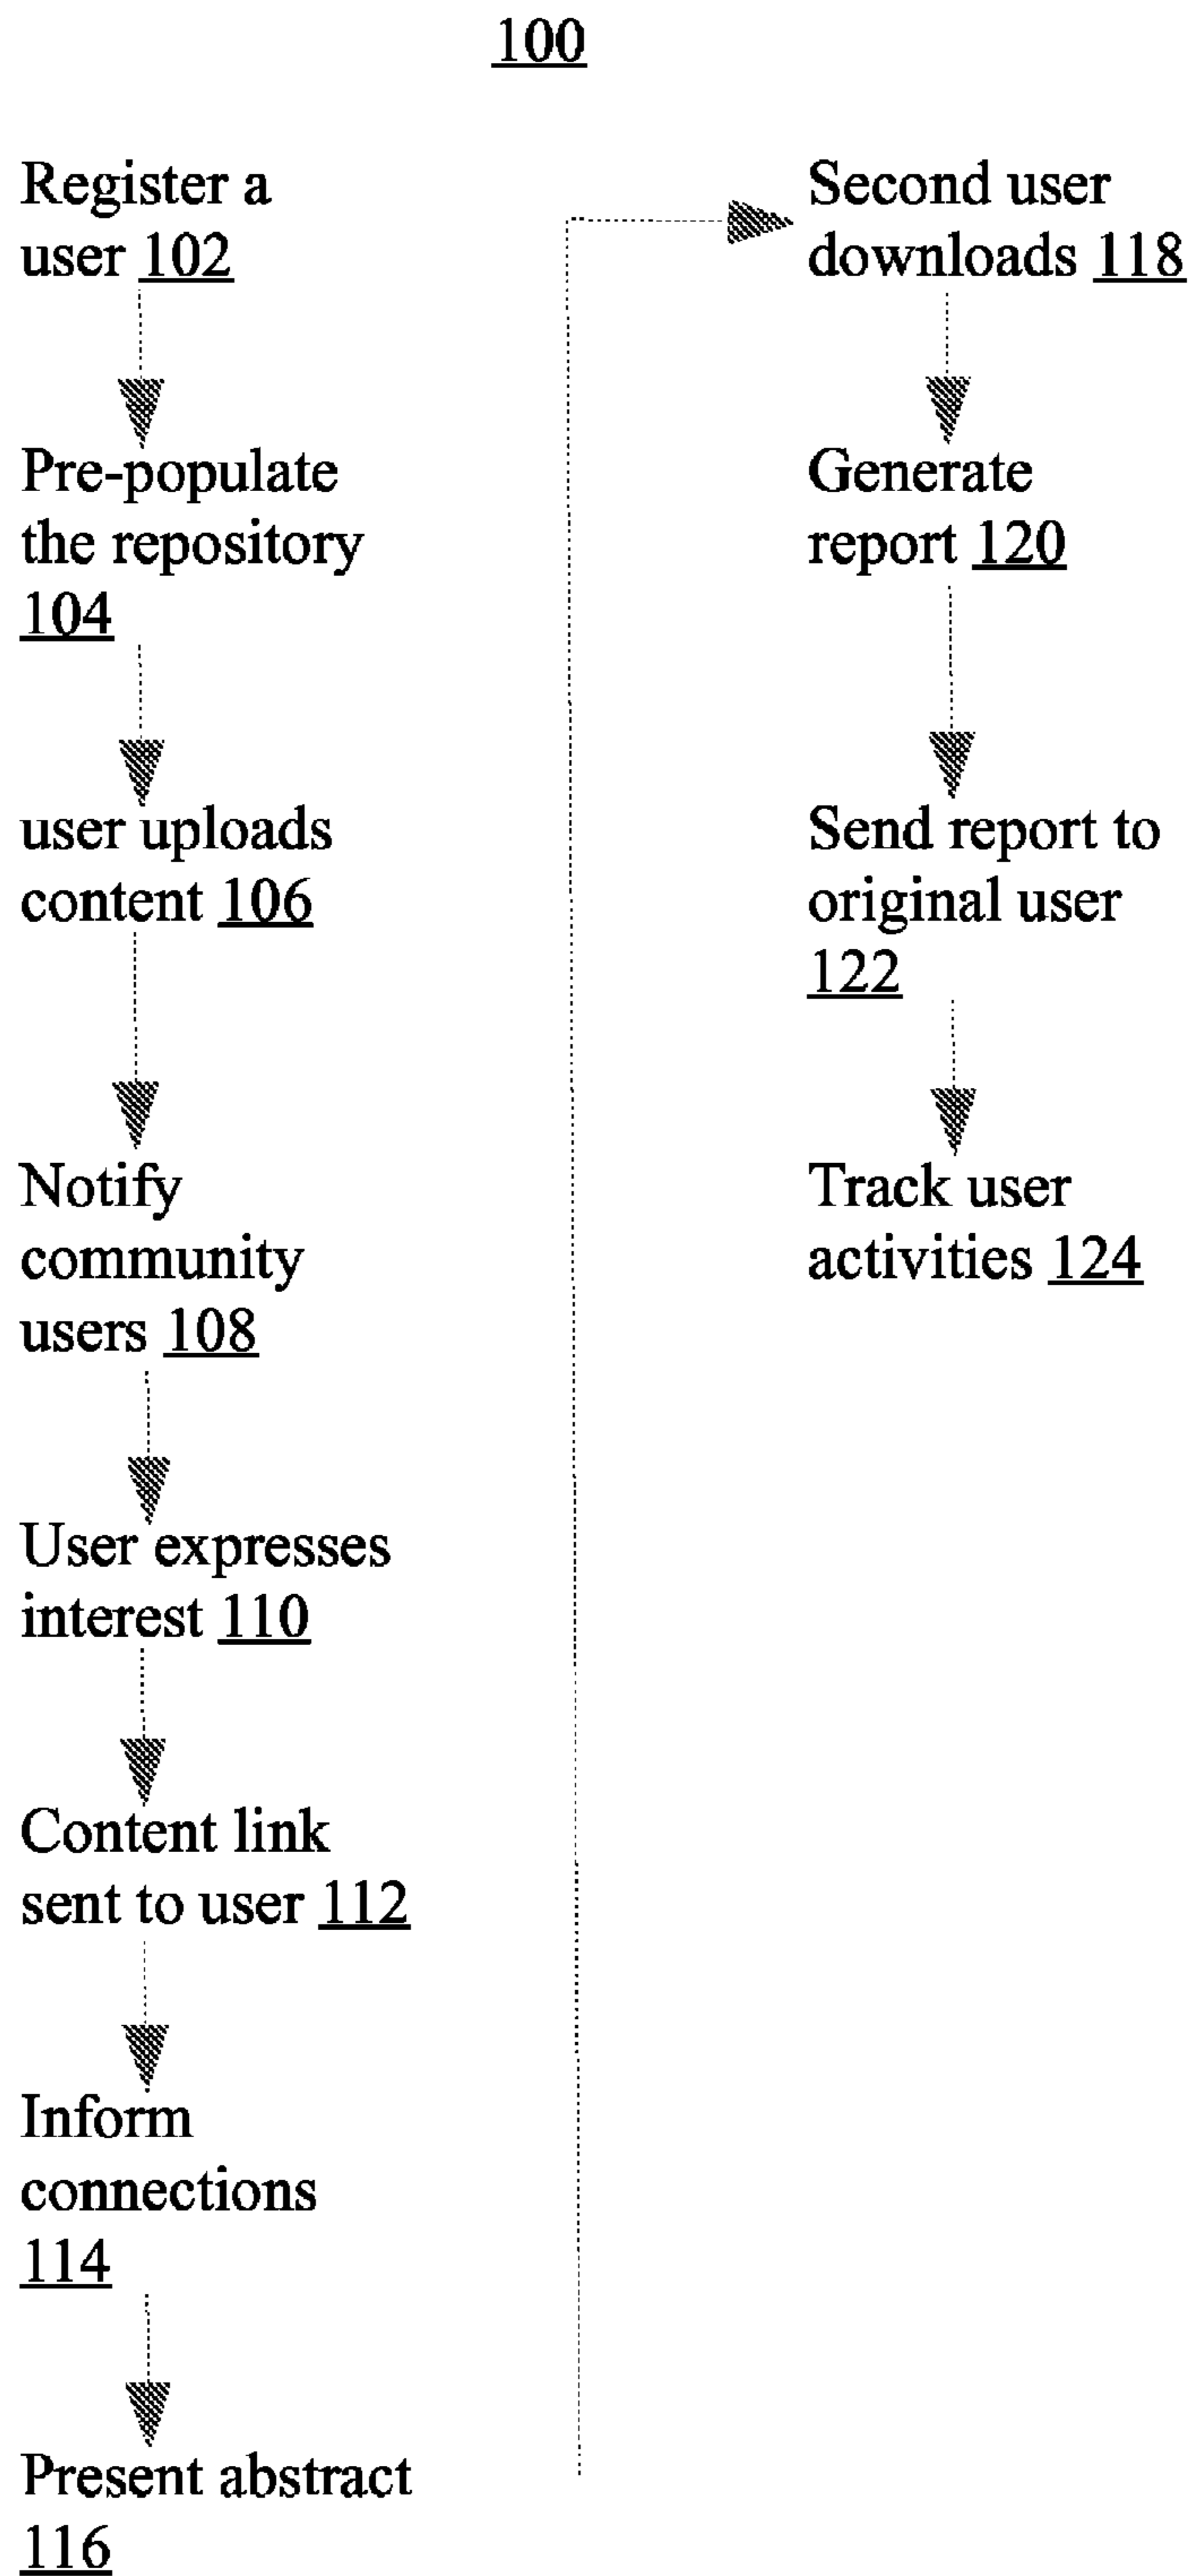 100
Register a
user 102
Pre-populate
the repository
104
user uploads
content 106
Notify
community
users 108
User expresses
interest 110
Content link
sent to user 112
Inform
connections
114
Present abstract
116
Second user
downloads 118
Generate
report 120
Send report to
original user
122
Track user
activities 124